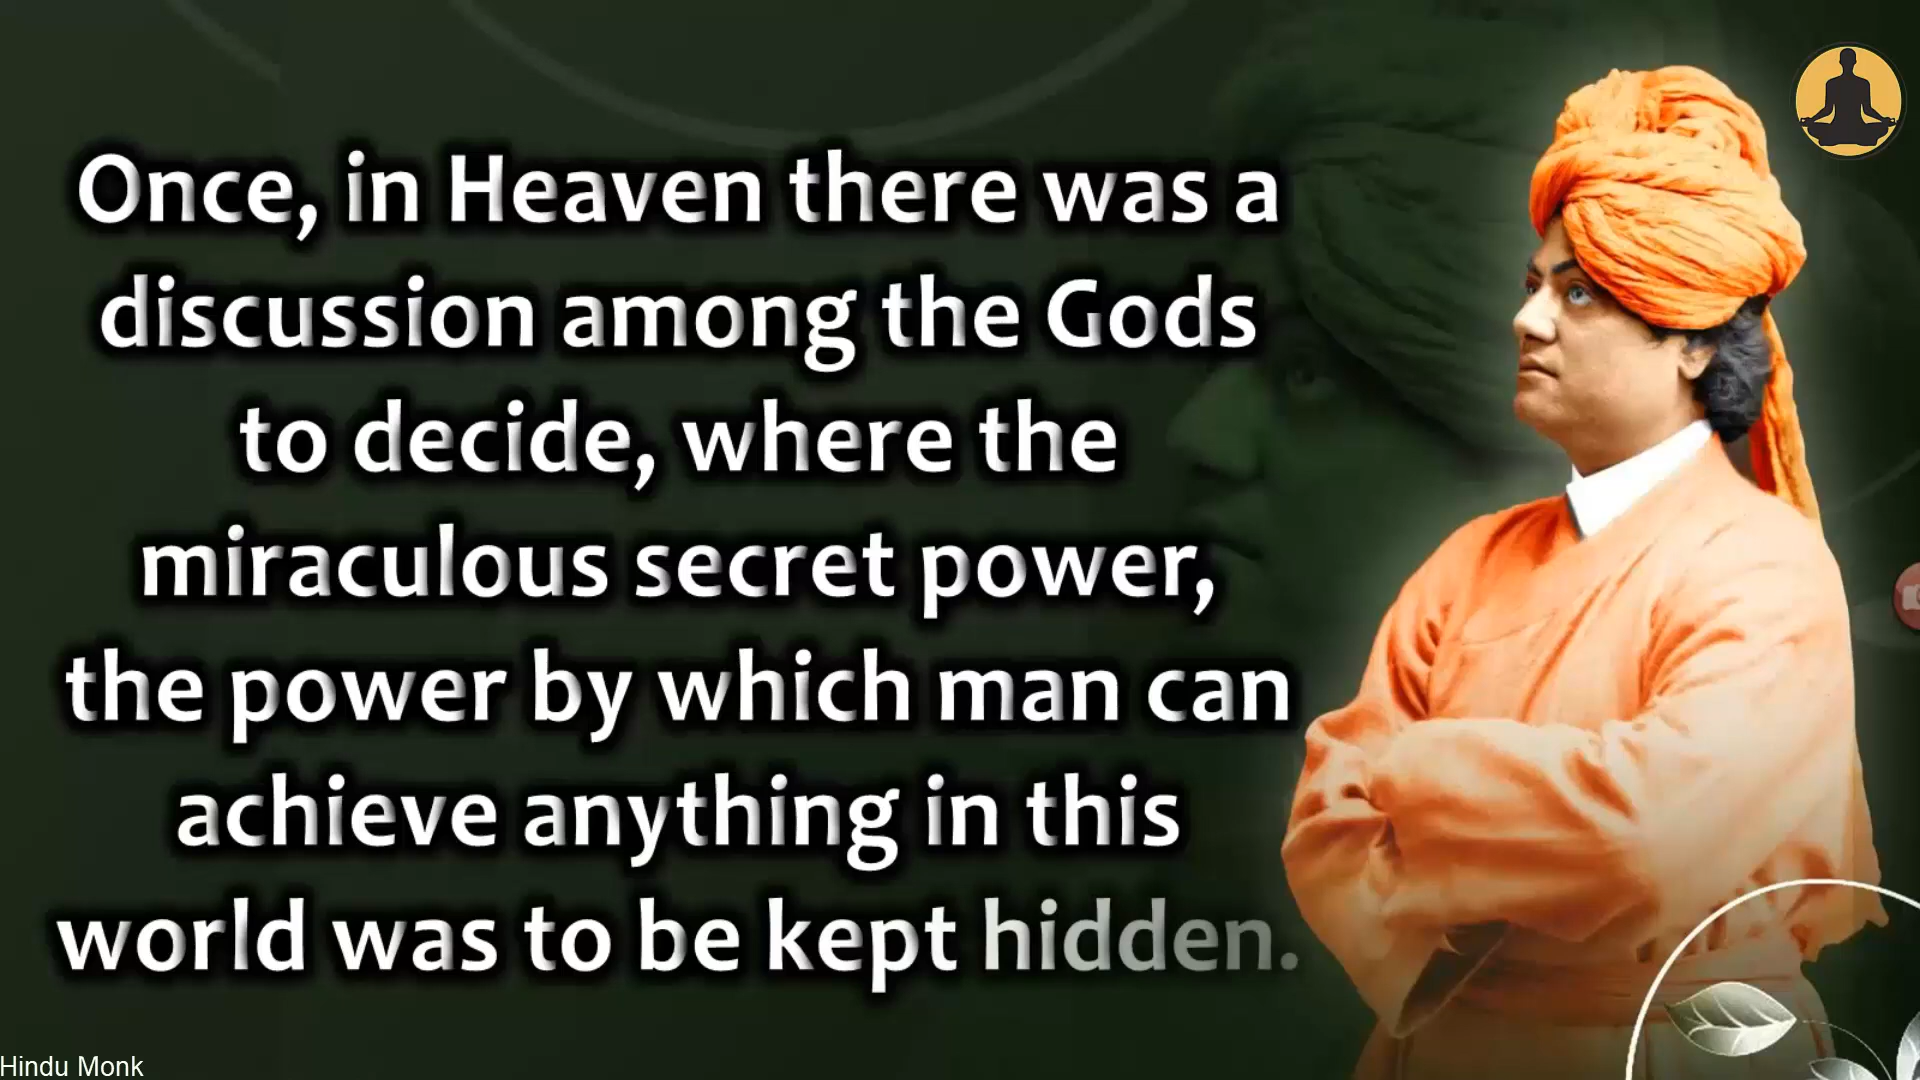 Once, in Heaven there was a
discussion among the Gods
to decide, where the
miraculous secret power,
the power by which man can
achieve anything in this
world was to be kept hidden.
Hindu Monk